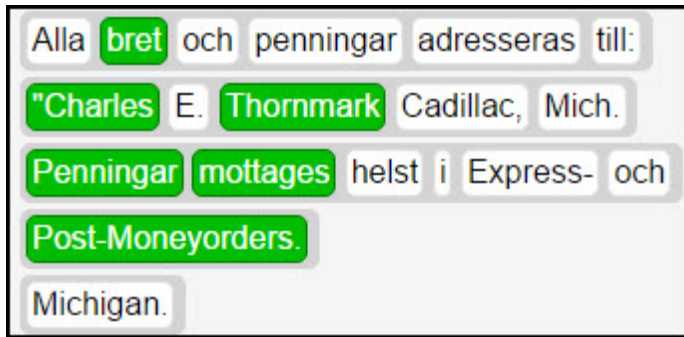 Alla bret och penningar adresseras till:
"Charles E. Thornmark Cadillac, Mich.
Penningar mottages helst i Express- och
Post-Moneyorders.
Michigan.